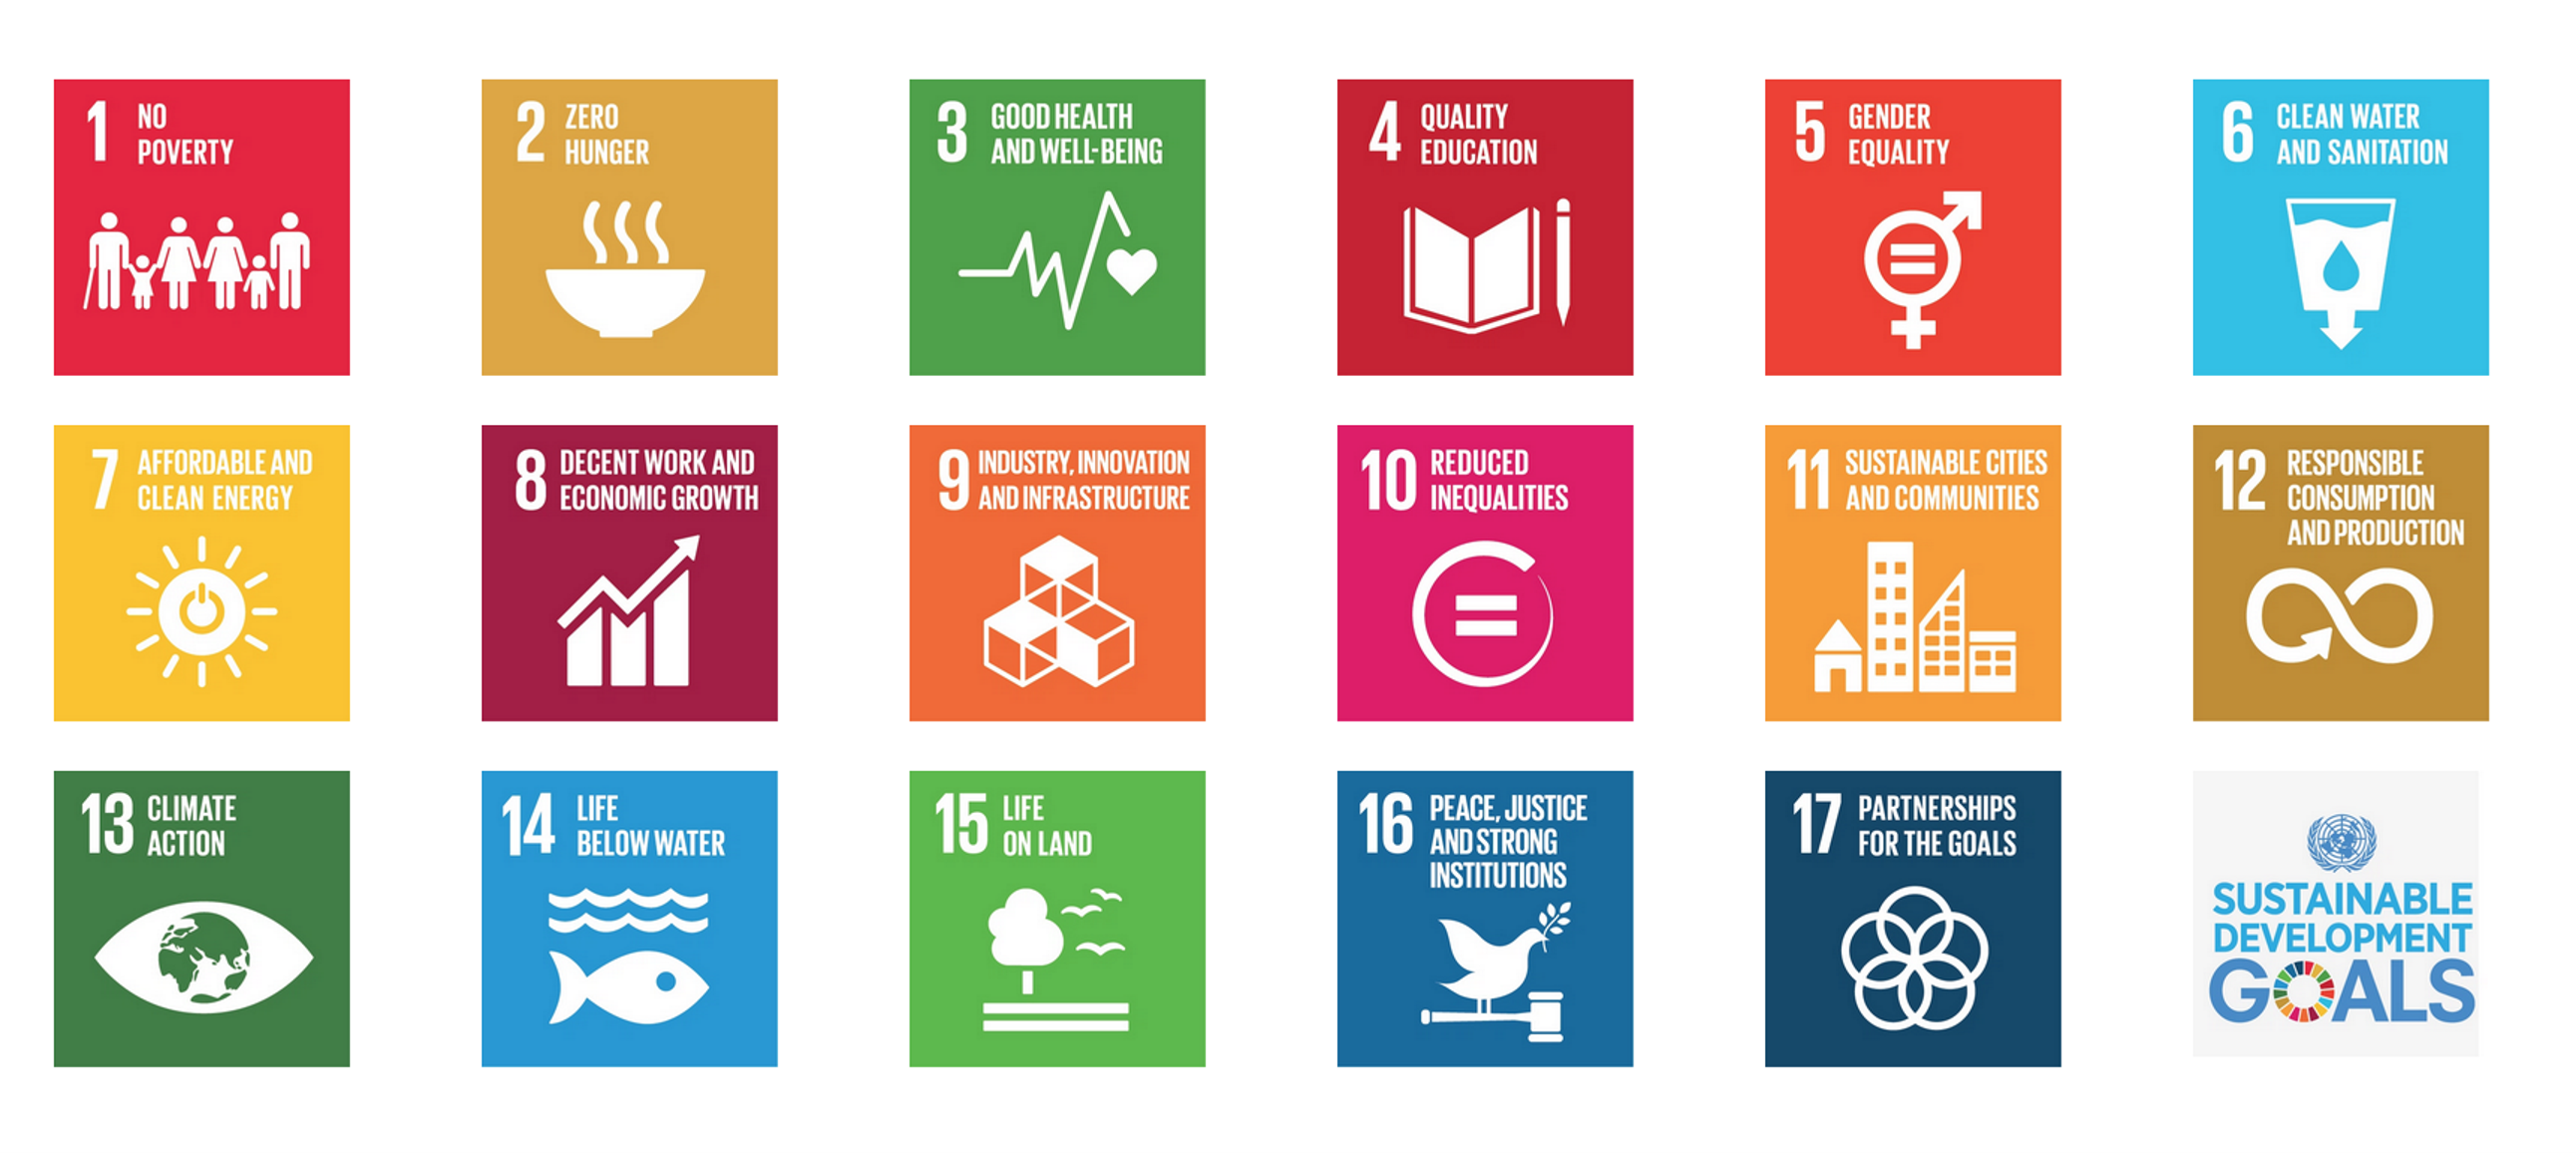 1 NO
POVERTY
2 ZERO
HUNGER
3 GOOD HEALTH
AND WELL-BEING
4 QUALITY
EDUCATION
5 GENDER
EQUALITY
6 CLEAN WATER
AND SANITATION
7 AFFORDABLE AND
CLEAN ENERGY
8 DECENT WORK AND
ECONOMIC GROWTH
9 INDUSTRY, INNOVATION
AND INFRASTRUCTURE
10 REDUCED
INEQUALITIES
11 SUSTAINABLE CITIES
AND COMMUNITIES
12 RESPONSIBLE
CONSUMPTION
AND PRODUCTION
13 CLIMATE
ACTION
14 LIFE
BELOW WATER
15 LIFE
ON LAND
16 PEACE, JUSTICE
AND STRONG
INSTITUTIONS
17 PARTNERSHIPS
FOR THE GOALS
SUSTAINABLE
DEVELOPMENT
GOALS